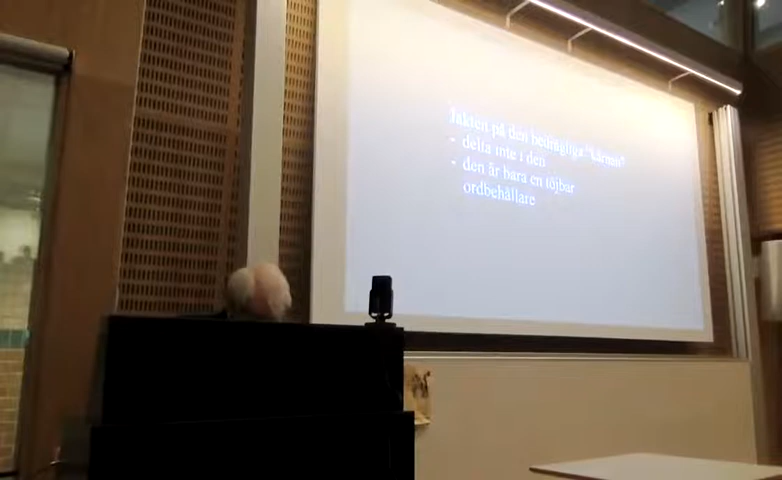 Jakten på den bedrägliga "kärnan"
- delta inte i den
- den är bara en töjbar
ordbehållare